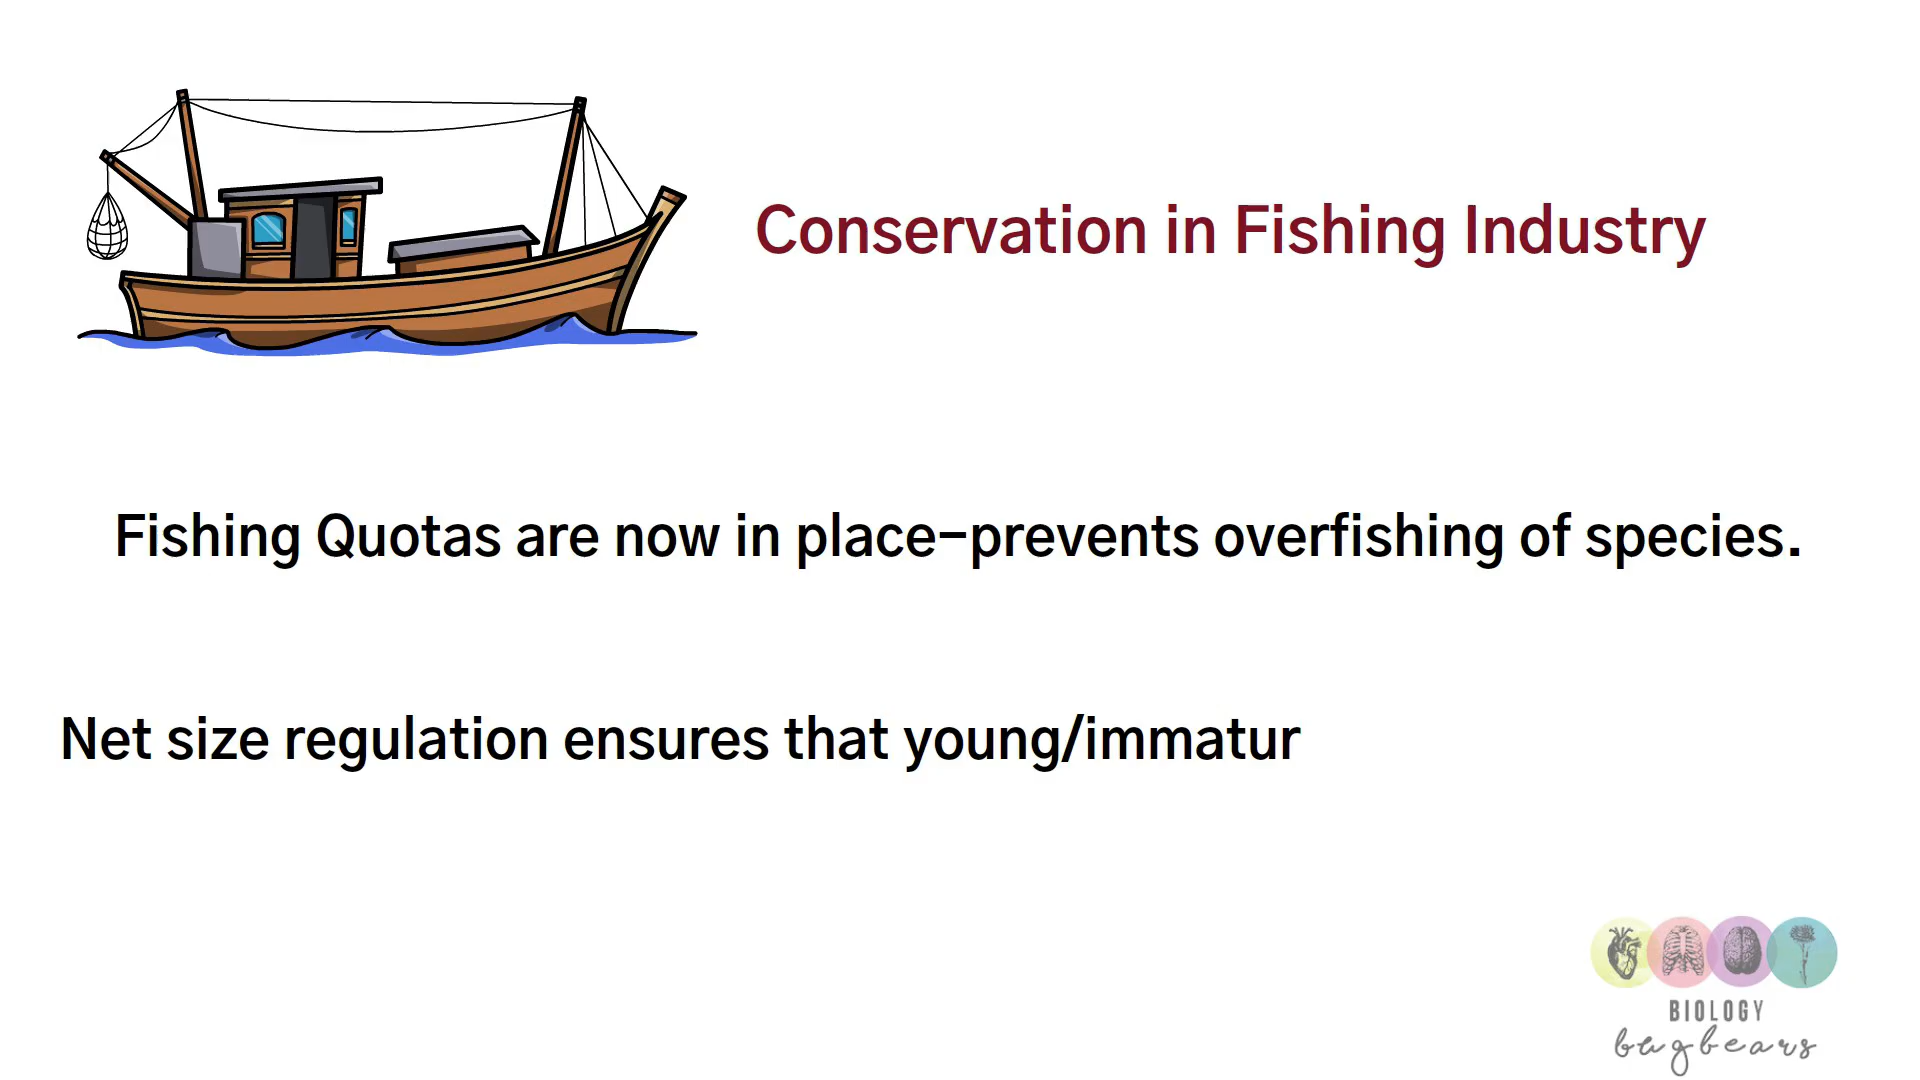 Conservation in Fishing Industry
Fishing Quotas are now in place-prevents overfishing of species.
Net size regulation ensures that young/immatur
BIOLOGY
bugbears